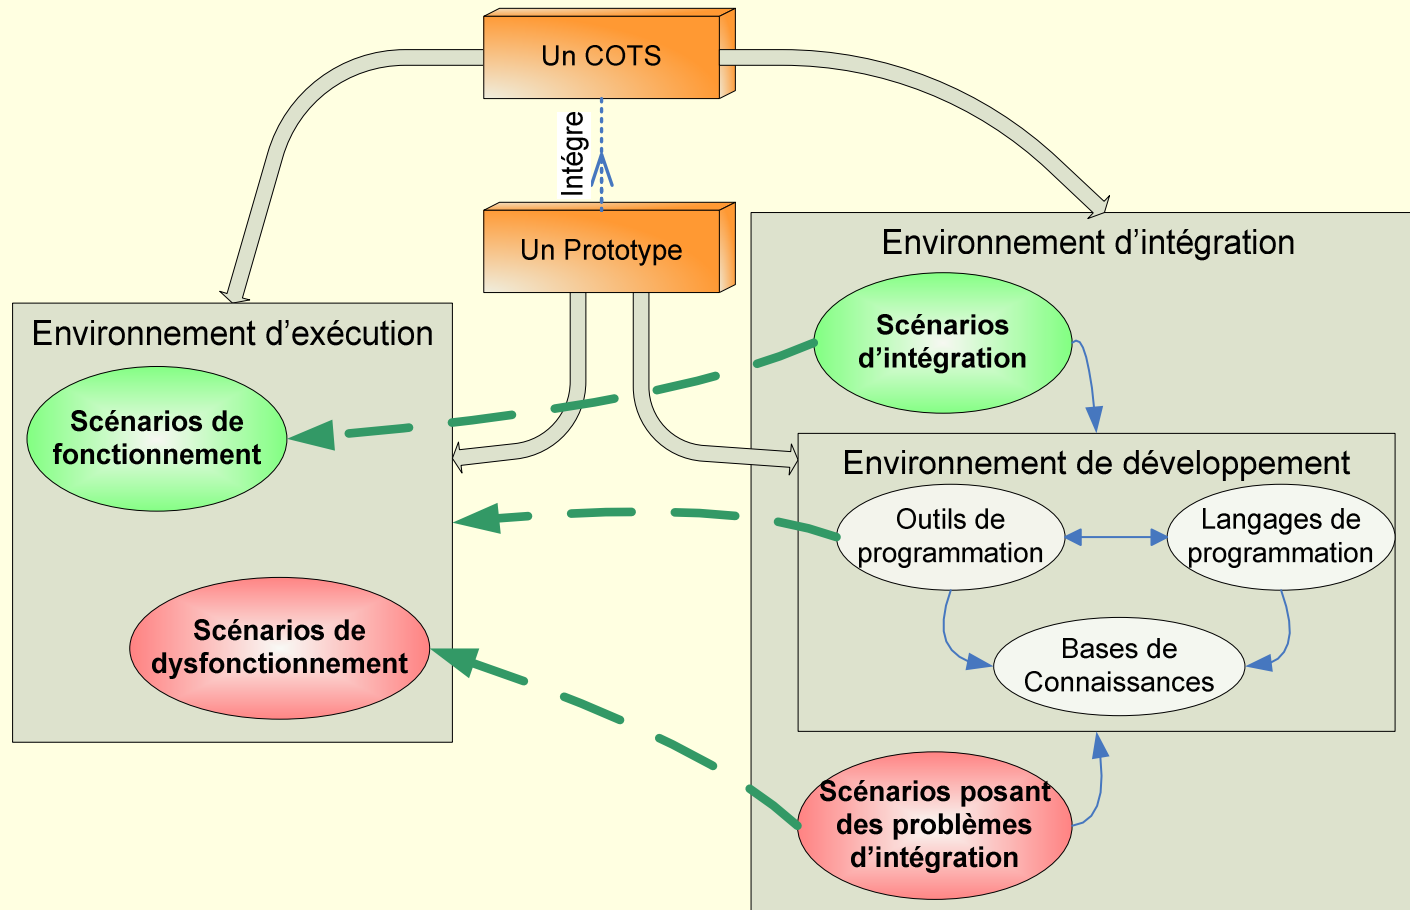 Un COTS
Intégre
Un Prototype
Environnement d'intégration
Scénarios
d'intégration
Environnement d'exécution
Scénarios de
fonctionnement
Environnement de développement
Outils de
programmation
Langages de
programmation
Bases de
Connaissances
Scénarios de
dysfonctionnement
Scénarios posant
des problèmes
d'intégration